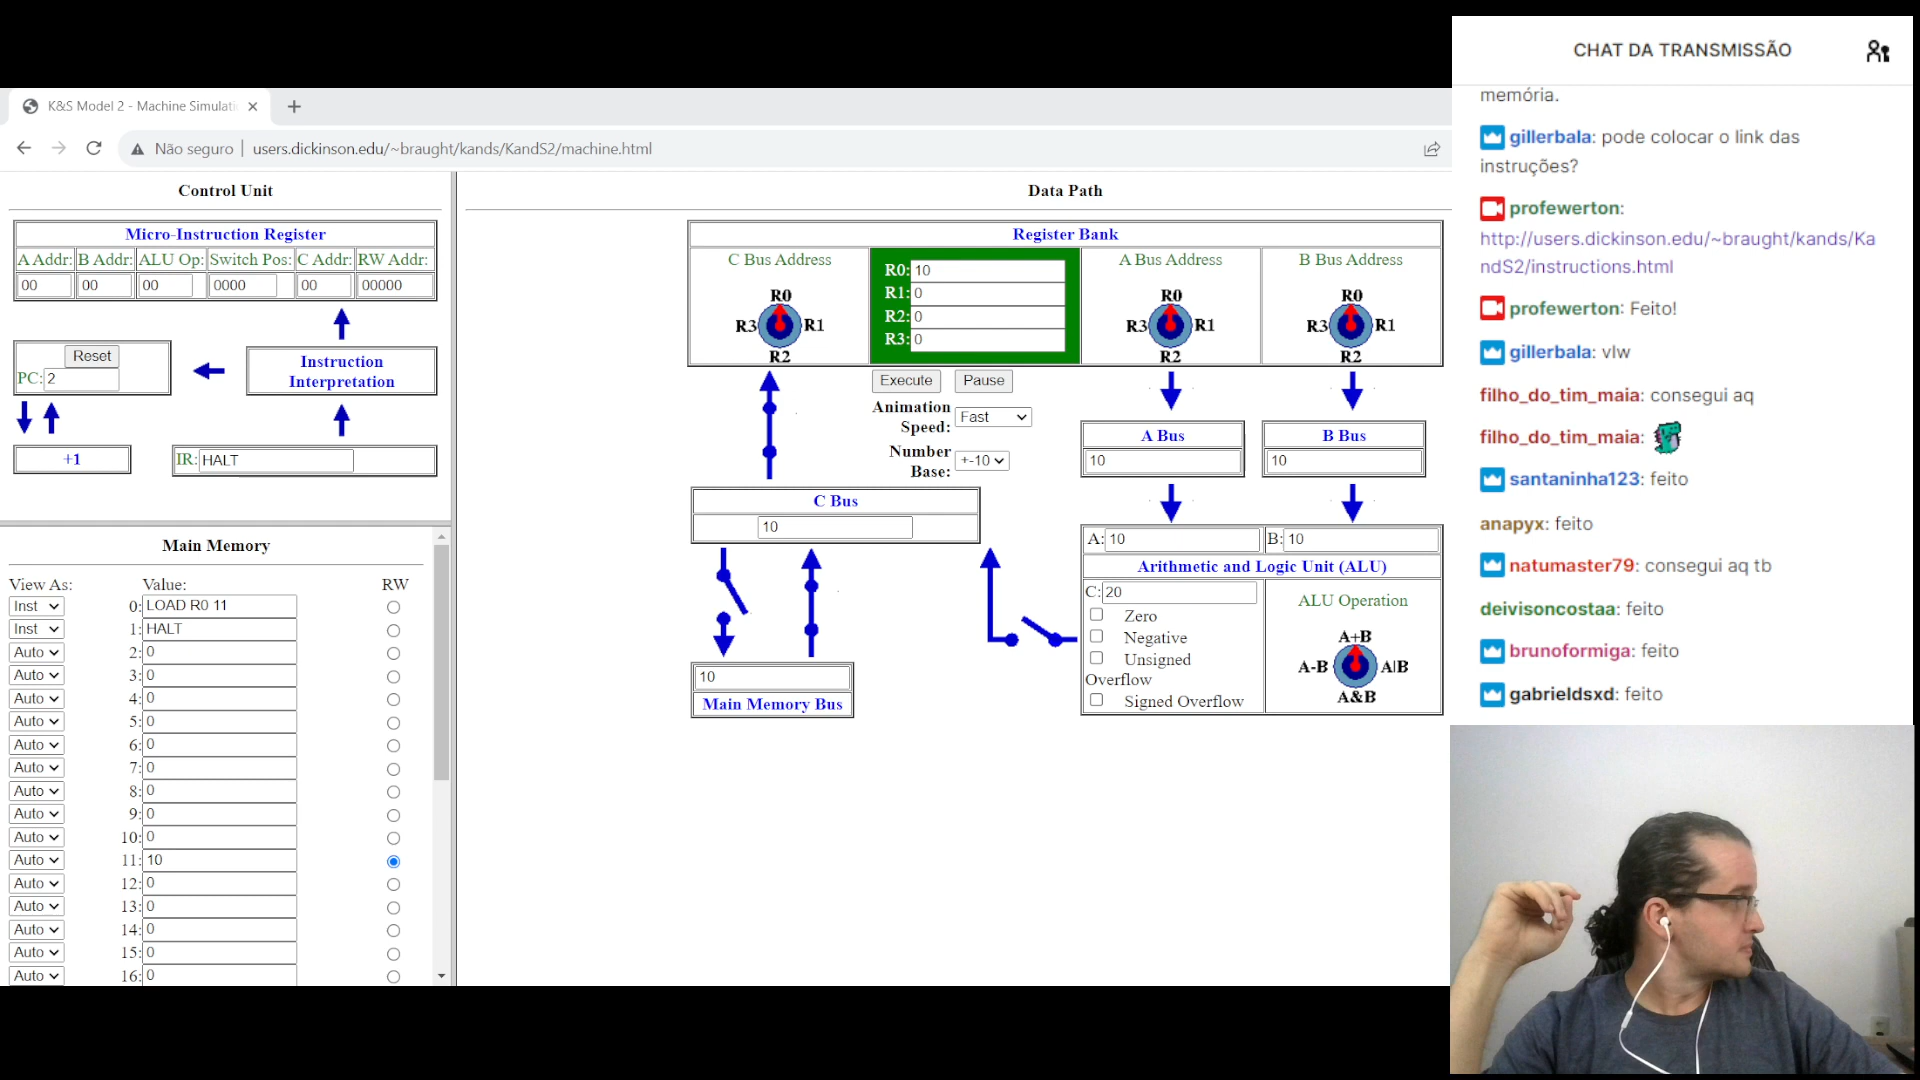 K&S Model 2 - Machine Simulati
Não seguro
users.dickinson.edu/~braught/kands/KandS2/machine.html
Control Unit
Micro-Instruction Register
A Addr: B Addr: ALU Op: Switch Pos: C Addr: RW Addr:
00 00 00 0000 00 00000
Reset
PC: 2
Instruction
Interpretation
+1
IR: HALT
Main Memory
View As: Value: RW
Inst 0: LOAD R0 11
Inst 1: HALT
Auto 2: 0
Auto 3: 0
Auto 4: 0
Auto 5: 0
Auto 6: 0
Auto 7: 0
Auto 8: 0
Auto 9: 0
Auto 10: 0
Auto 11: 10
Auto 12: 0
Auto 13: 0
Auto 14: 0
Auto 15: 0
Auto 16: 0
Data Path
Register Bank
C Bus Address
R0
R3 R1
R2
R0: 10
R1: 0
R2: 0
R3: 0
A Bus Address
R0
R3 R1
R2
B Bus Address
R0
R3 R1
R2
Execute Pause
Animation
Speed: Fast
Number
Base: +-10
A Bus
10
B Bus
10
C Bus
10
10
Main Memory Bus
A: 10 B: 10
Arithmetic and Logic Unit (ALU)
C: 20
Zero
Negative
Unsigned
Overflow
Signed Overflow
ALU Operation
A+B
A-B A|B
A&B
CHAT DA TRANSMISSÃO
memória.
gillerbala: pode colocar o link das
instruções?
profewerton:
http://users.dickinson.edu/~braught/kands/Ka
ndS2/instructions.html
profewerton: Feito!
gillerbala: vlw
filho_do_tim_maia: consegui aq
filho_do_tim_maia:
santaninha123: feito
anapyx: feito
natumaster79: consegui aq tb
deivisoncostaa: feito
brunoformiga: feito
gabrieldsxd: feito